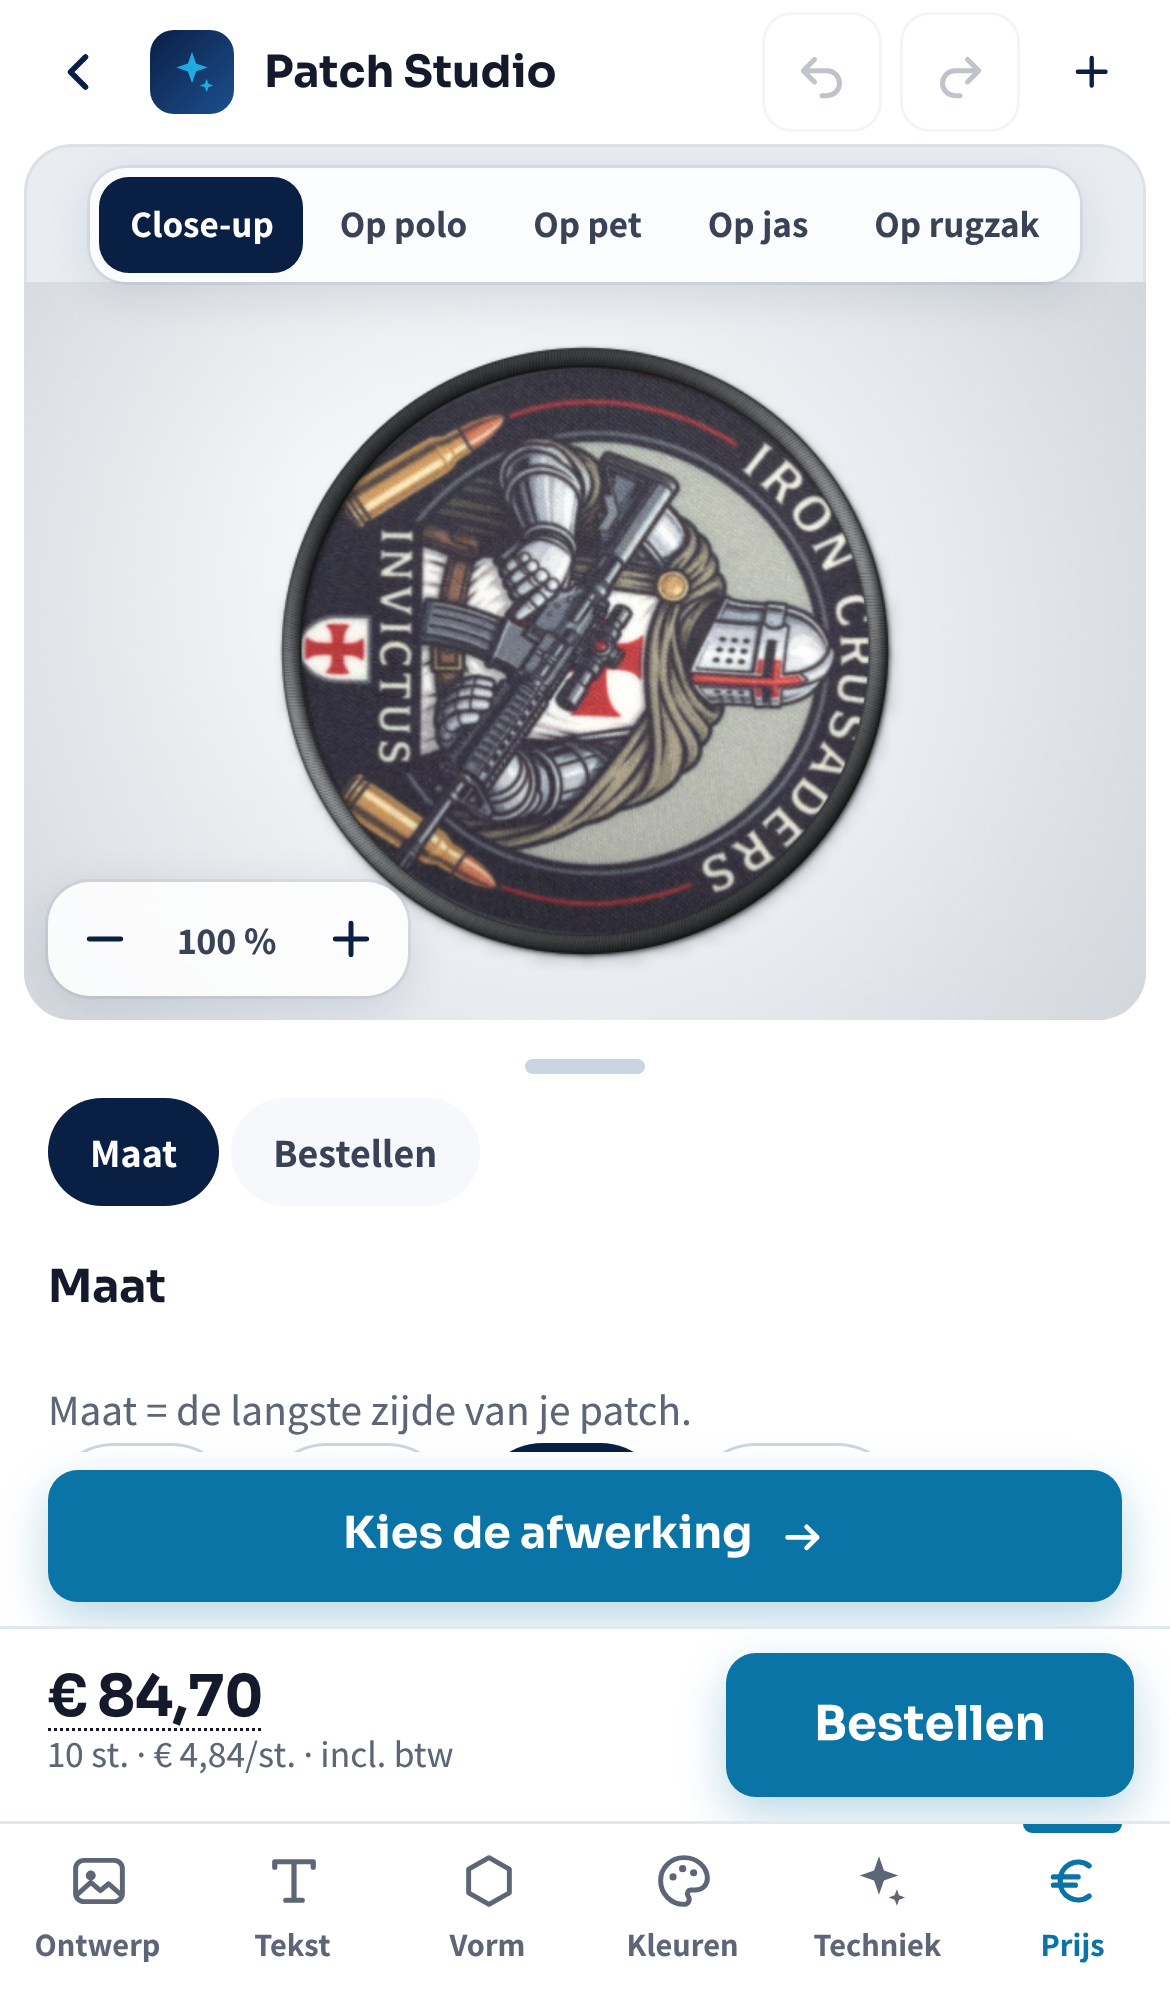 Patch Studio
Close-up Op polo Op pet Op jas Op rugzak
IRON CRUSADERS
INVICTUS
100 %
Maat Bestellen
Maat
Maat = de langste zijde van je patch.
Kies de afwerking →
€ 84,70
10 st. · € 4,84/st. · incl. btw
Bestellen
Ontwerp Tekst Vorm Kleuren Techniek Prijs